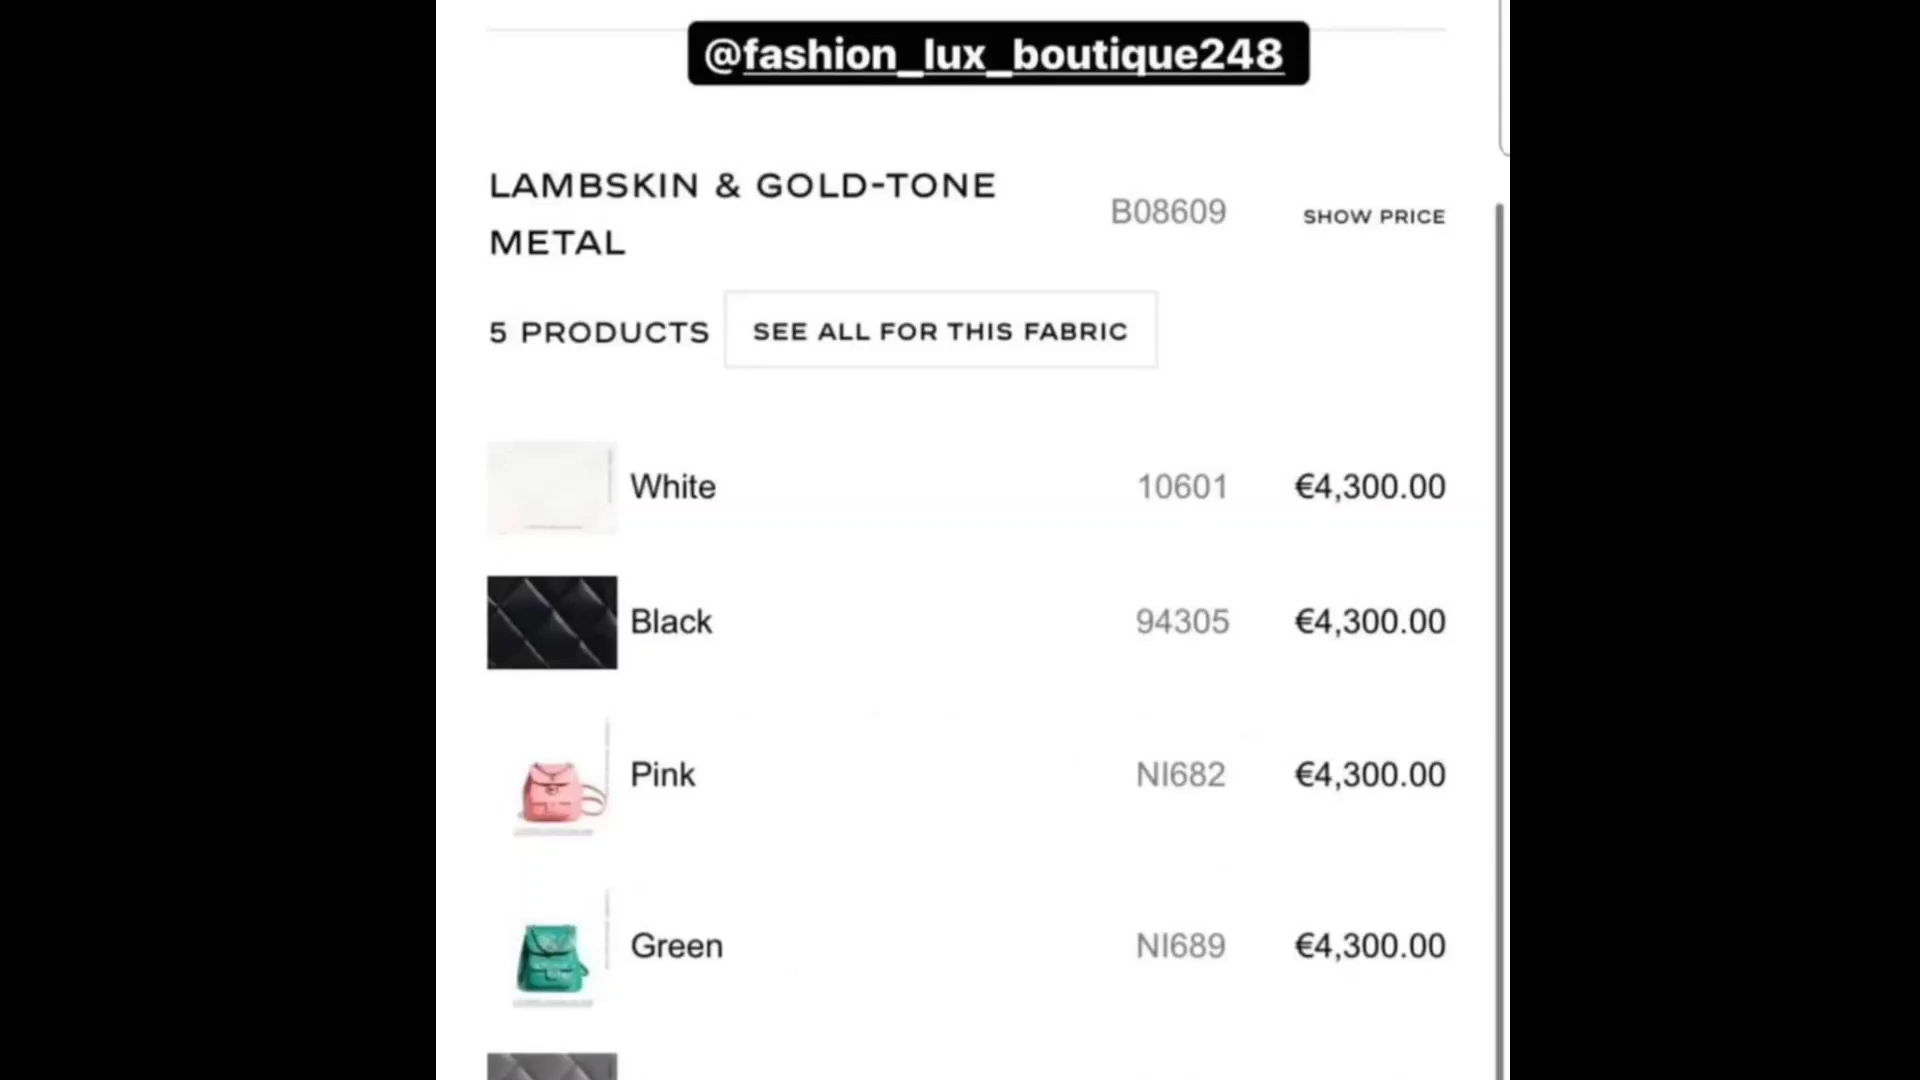 @fashion_lux_boutique248
LAMBSKIN & GOLD-TONE
METAL
B08609
SHOW PRICE
5 PRODUCTS
SEE ALL FOR THIS FABRIC
White 10601 €4,300.00
Black 94305 €4,300.00
Pink NI682 €4,300.00
Green NI689 €4,300.00